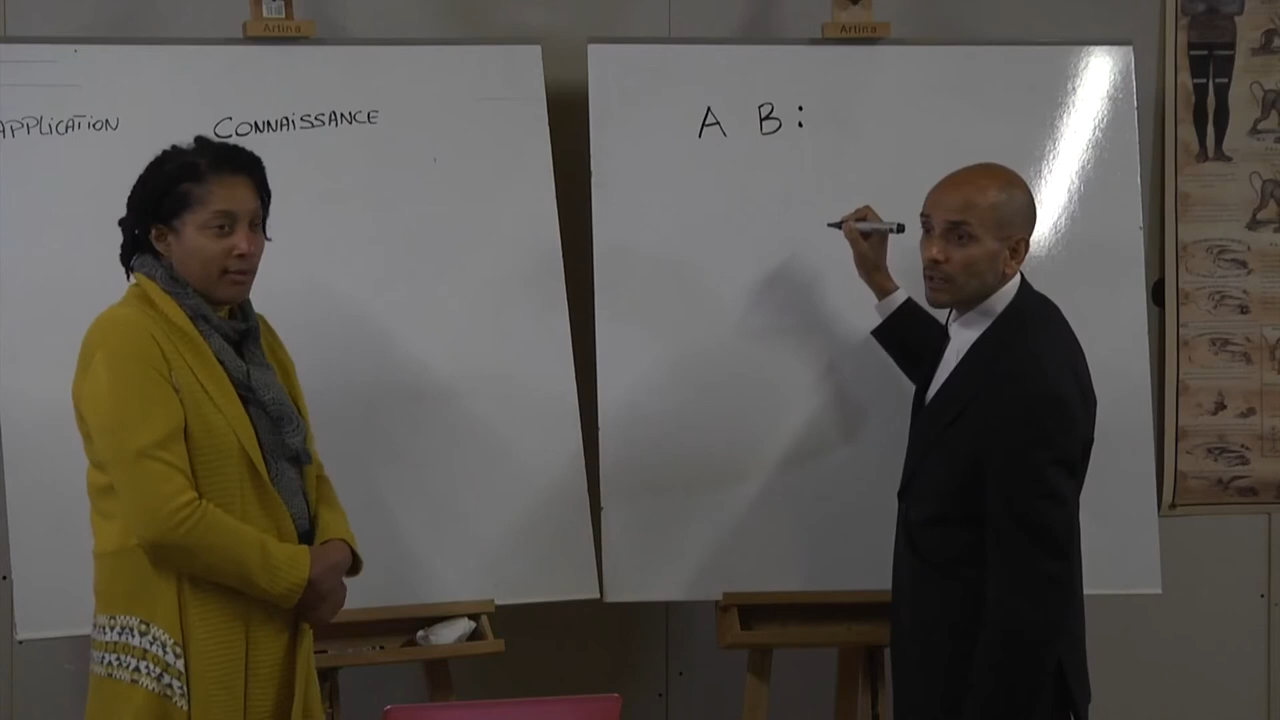 Artina
Artina
APPLICATION
CONNAISSANCE
A B: